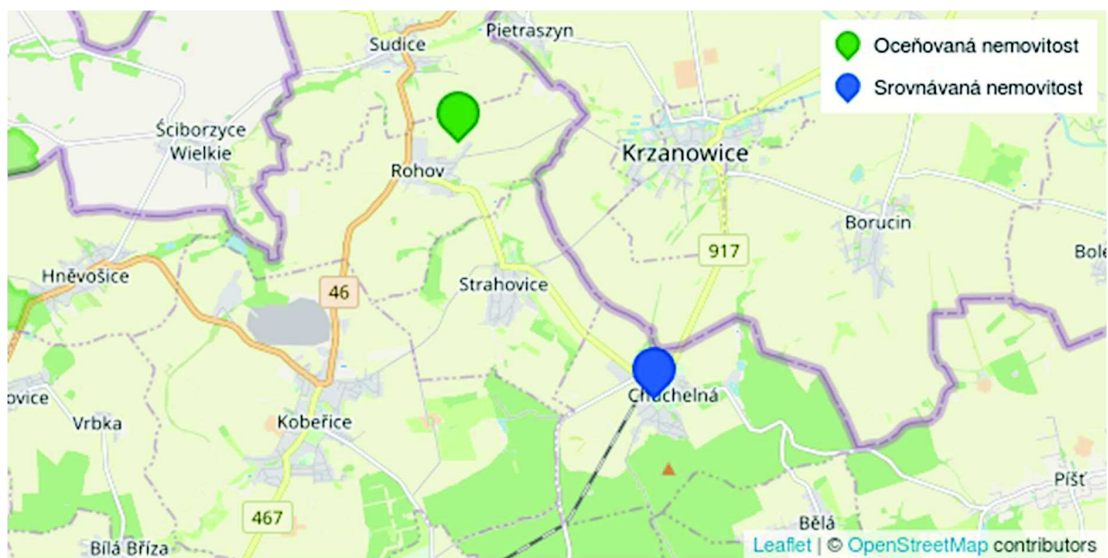 Sudice
Pietraszyn
Oceňovaná nemovitost
Srovnávaná nemovitost
Ściborzyce
Wielkie
Krzanowice
Rohov
Borucin
917
Bole
Hněvošice
Strahovice
46
Chuchelná
ovice
Vrbka
Kobeřice
Píšť
467
Bělá
Bílá Bříza
Leaflet | © OpenStreetMap contributors